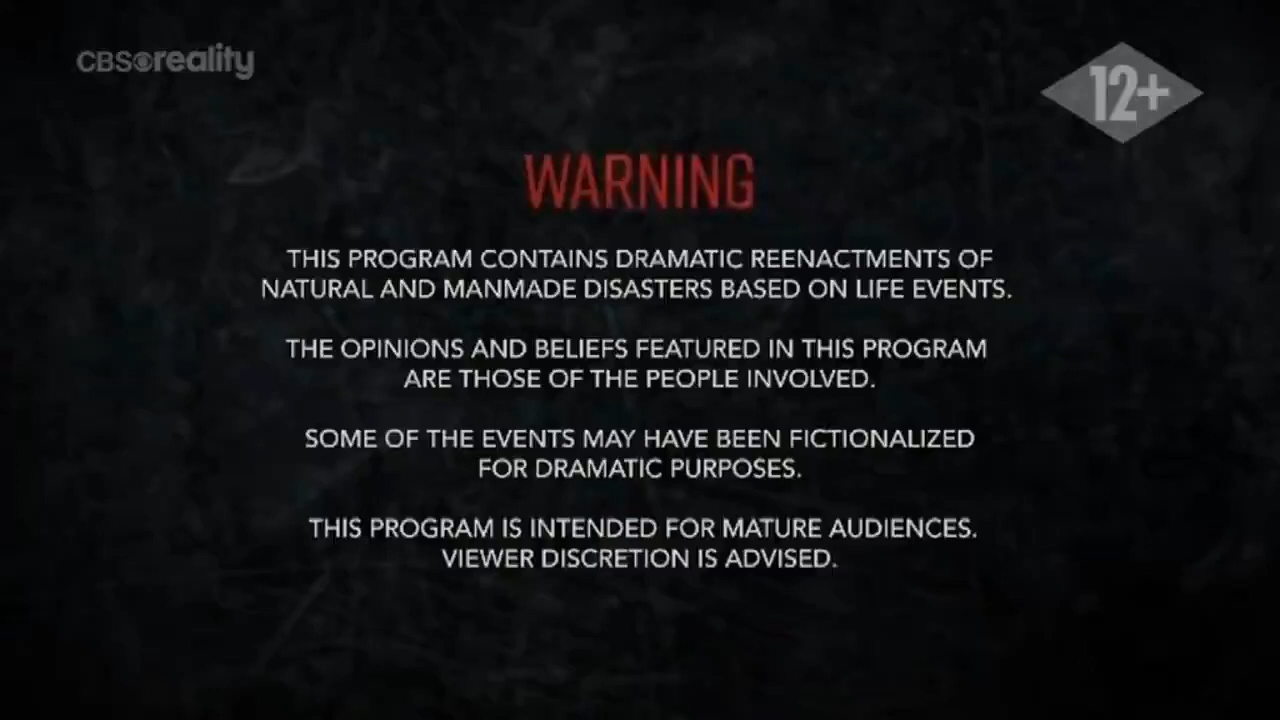 CBS reality
12+
WARNING
THIS PROGRAM CONTAINS DRAMATIC REENACTMENTS OF
NATURAL AND MANMADE DISASTERS BASED ON LIFE EVENTS.
THE OPINIONS AND BELIEFS FEATURED IN THIS PROGRAM
ARE THOSE OF THE PEOPLE INVOLVED.
SOME OF THE EVENTS MAY HAVE BEEN FICTIONALIZED
FOR DRAMATIC PURPOSES.
THIS PROGRAM IS INTENDED FOR MATURE AUDIENCES.
VIEWER DISCRETION IS ADVISED.